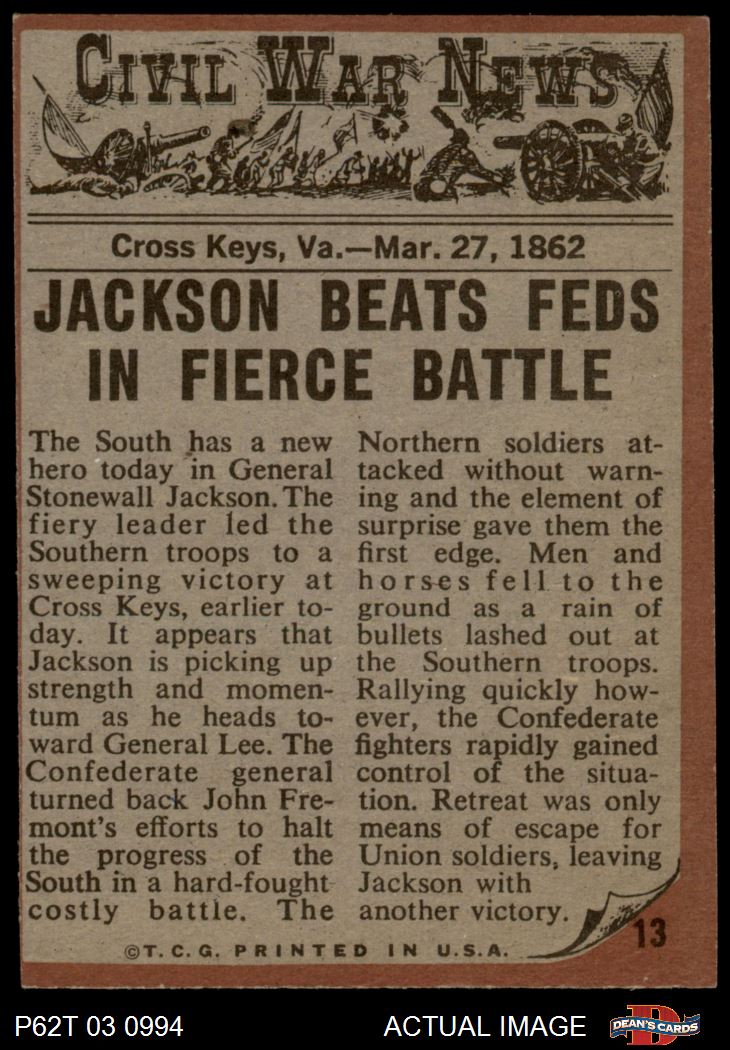 CIVIL WAR NEWS
Cross Keys, Va.—Mar. 27, 1862
JACKSON BEATS FEDS
IN FIERCE BATTLE
The South has a new
hero today in General
Stonewall Jackson. The
fiery leader led the
Southern troops to a
sweeping victory at
Cross Keys, earlier to-
day. It appears that
Jackson is picking up
strength and momen-
tum as he heads to-
ward General Lee. The
Confederate general
turned back John Fre-
mont's efforts to halt
the progress of the
South in a hard-fought
costly battle. The
Northern soldiers at-
tacked without warn-
ing and the element of
surprise gave them the
first edge. Men and
horses fell to the
ground as a rain of
bullets lashed out at
the Southern troops.
Rallying quickly how-
ever, the Confederate
fighters rapidly gained
control of the situa-
tion. Retreat was only
means of escape for
Union soldiers, leaving
Jackson with
another victory.
13
©T. C. G. PRINTED IN U.S.A.
P62T 03 0994
ACTUAL IMAGE
D
DEAN'S CARDS